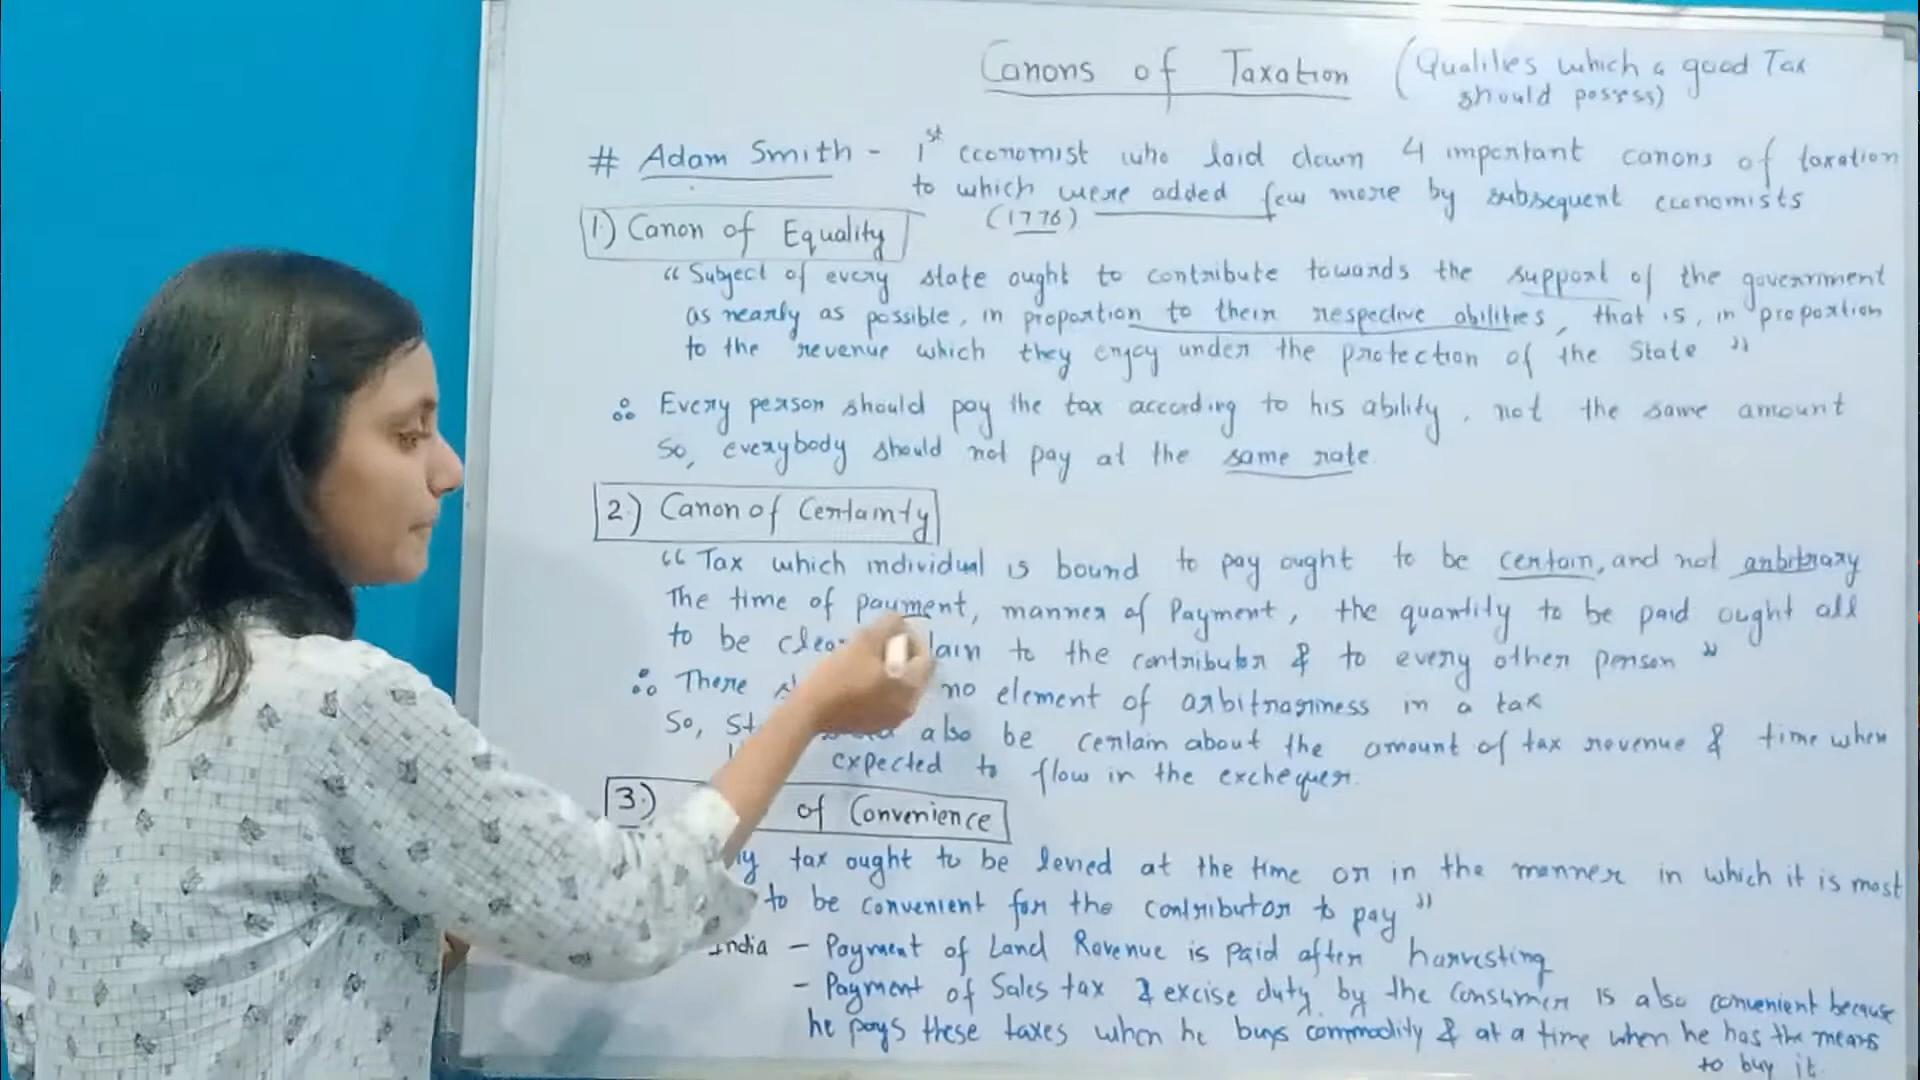 Canons of Taxation (Qualities which a good Tax
should possess)
# Adam Smith - 1st economist who laid down 4 important canons of taxation
to which were added few more by subsequent economists
(1776)
1.) Canon of Equality
“ Subject of every state ought to contribute towards the support of the government
as nearly as possible, in proportion to their respective abilities, that is, in proportion
to the revenue which they enjoy under the protection of the State ”
∴ Every person should pay the tax according to his ability, not the same amount
So, everybody should not pay at the same rate.
2.) Canon of Certainty
“ Tax which individual is bound to pay ought to be certain, and not arbitrary
The time of payment, manner of Payment, the quantity to be paid ought all
to be to the contributor & to every other person ”
∴ There no element of arbitrariness in a tax
So, also be certain about the amount of tax revenue & time when
expected to flow in the exchequer.
3.) of Convenience
tax ought to be levied at the time or in the manner in which it is most
to be convenient for the contributor to pay ”
India - Payment of Land Revenue is paid after harvesting
- Payment of Sales tax & excise duty by the consumer is also convenient because
he pays these taxes when he buys commodity & at a time when he has the means
to buy it.